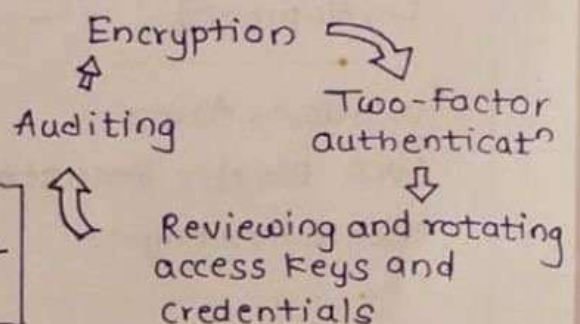 Encryption
Auditing
Two-factor
authenticatⁿ
Reviewing and rotating
access keys and
credentials